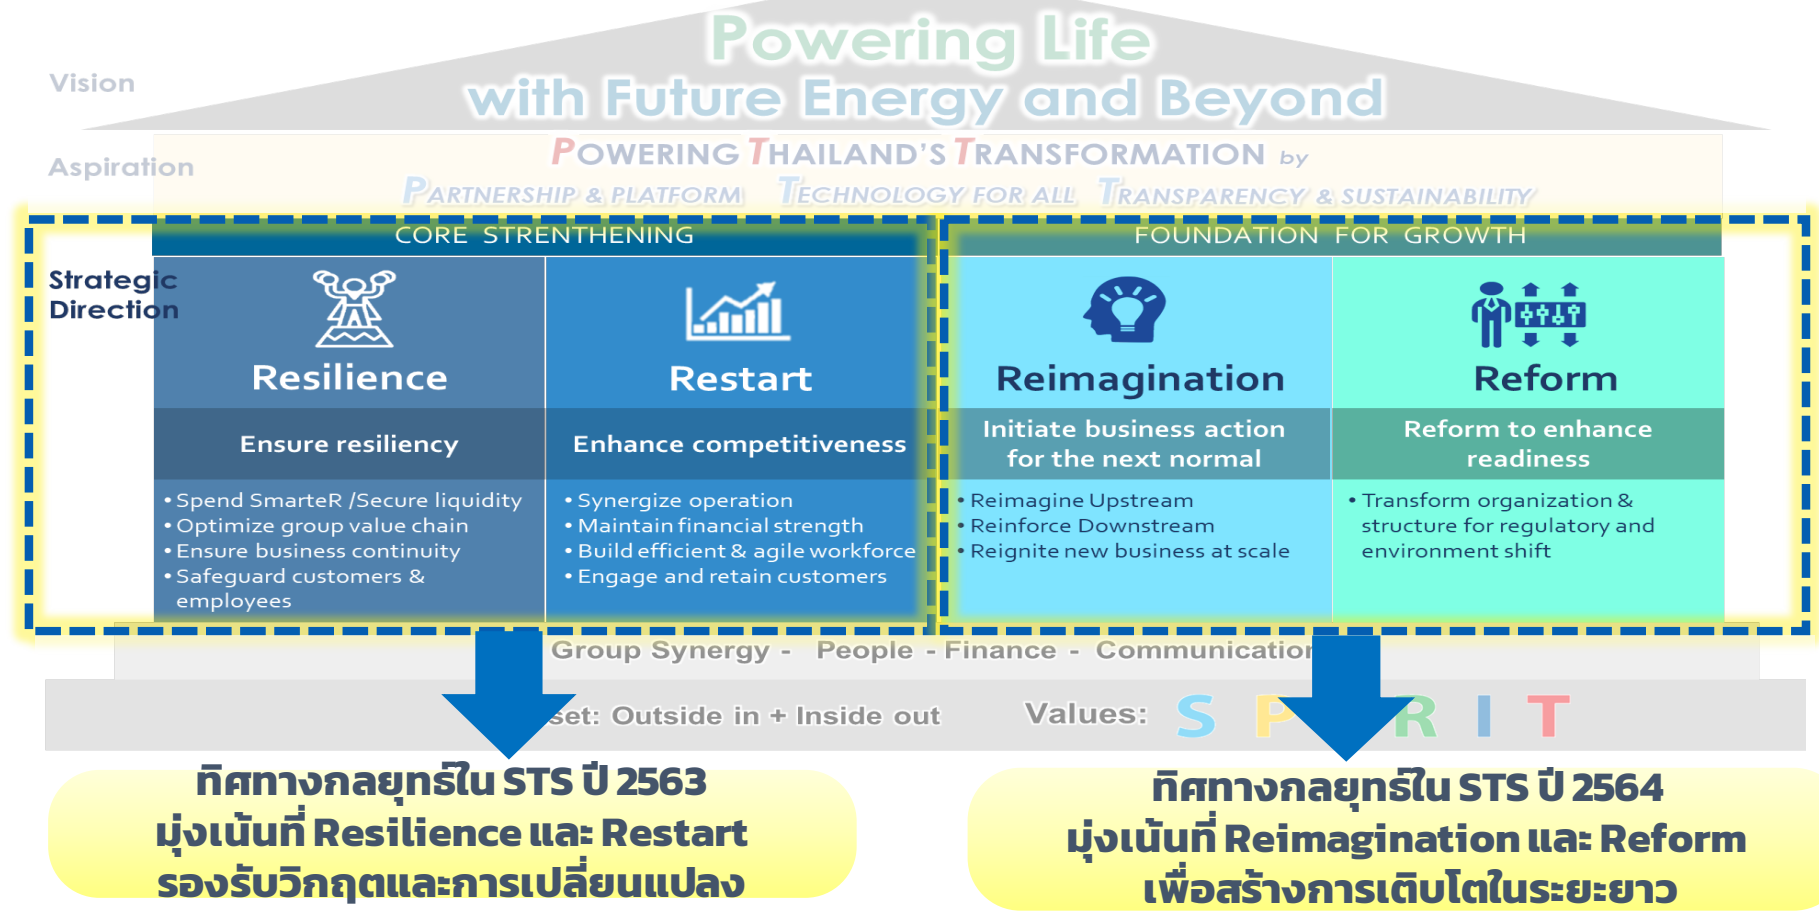 Powering Life
with Future Energy and Beyond
Vision
POWERING THAILAND'S TRANSFORMATION by
Aspiration
PARTNERSHIP & PLATFORM TECHNOLOGY FOR ALL TRANSPARENCY & SUSTAINABILITY
CORE STRENTHENING
FOUNDATION FOR GROWTH
Strategic
Direction
Resilience
Ensure resiliency
• Spend SmarteR /Secure liquidity
• Optimize group value chain
• Ensure business continuity
• Safeguard customers &
employees
Restart
Enhance competitiveness
• Synergize operation
• Maintain financial strength
• Build efficient & agile workforce
• Engage and retain customers
Reimagination
Initiate business action
for the next normal
• Reimagine Upstream
• Reinforce Downstream
• Reignite new business at scale
Reform
Reform to enhance
readiness
• Transform organization &
structure for regulatory and
environment shift
Group Synergy - People - Finance - Communication
set: Outside in + Inside out
Values: S P R I T
ทิศทางกลยุทธ์ใน STS ปี 2563
มุ่งเน้นที่ Resilience และ Restart
รองรับวิกฤตและการเปลี่ยนแปลง
ทิศทางกลยุทธ์ใน STS ปี 2564
มุ่งเน้นที่ Reimagination และ Reform
เพื่อสร้างการเติบโตในระยะยาว